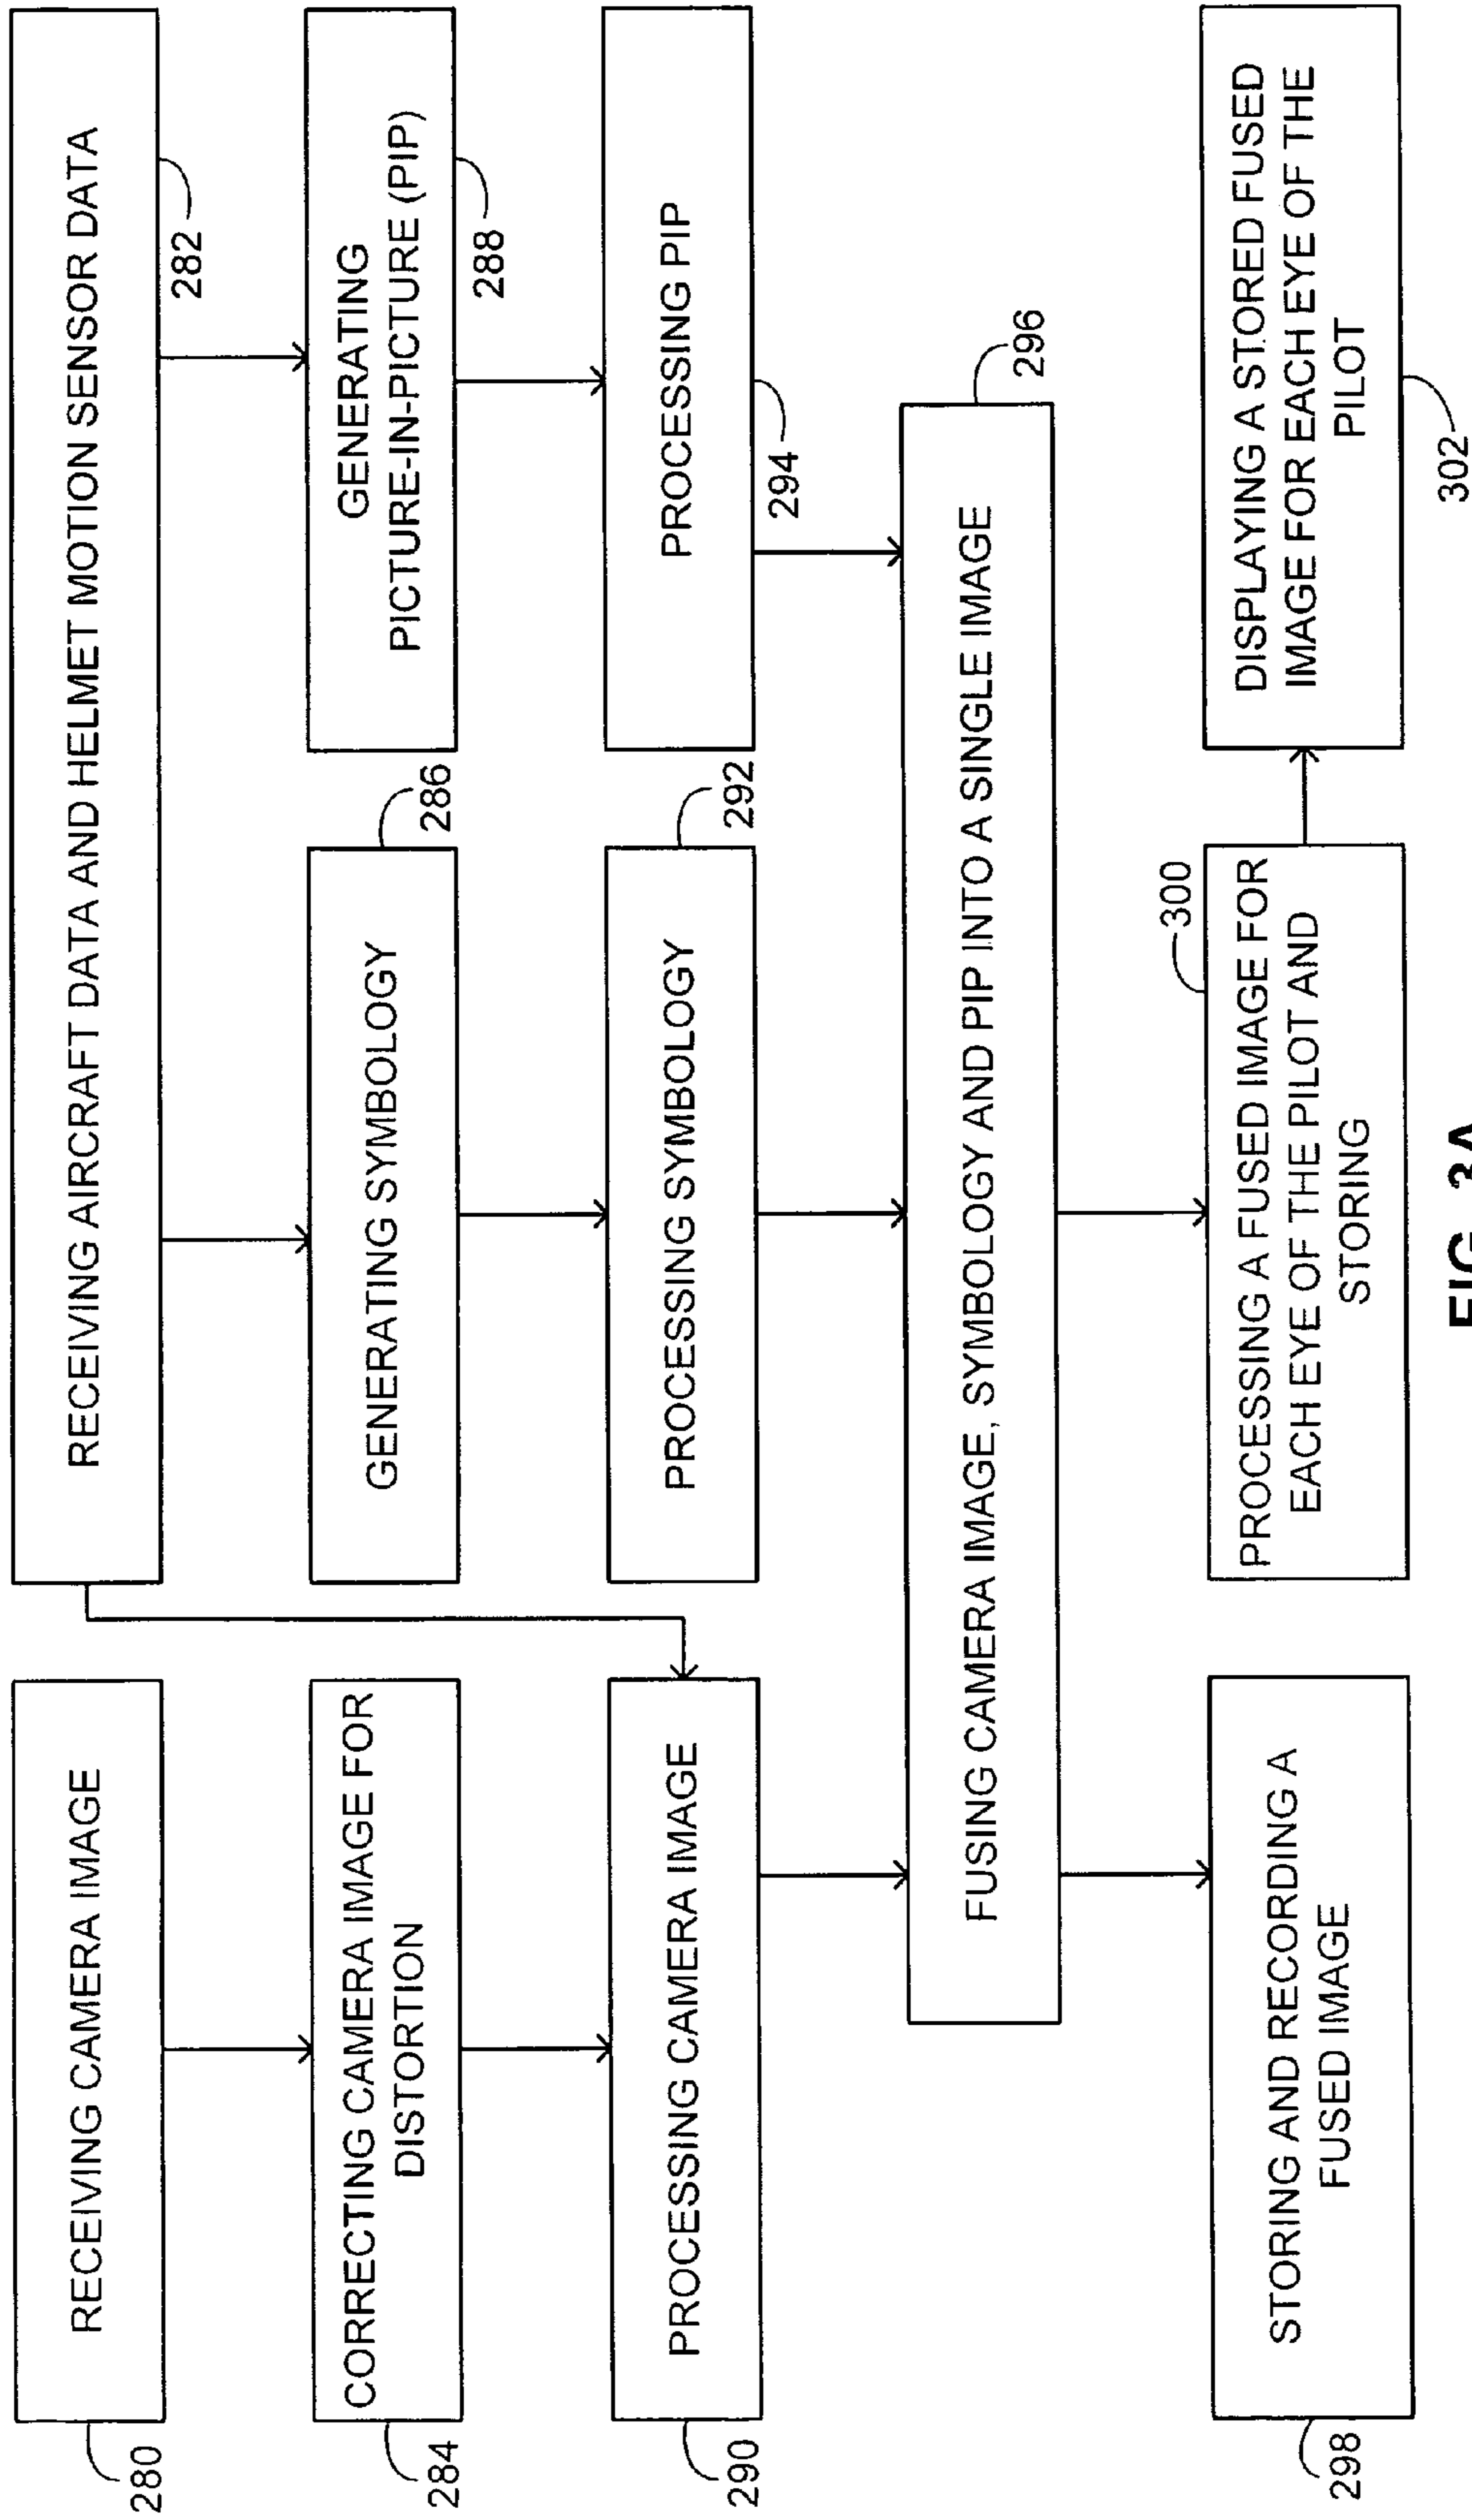 RECEIVING CAMERA IMAGE
280
RECEIVING AIRCRAFT DATA AND HELMET MOTION SENSOR DATA
282
CORRECTING CAMERA IMAGE FOR
DISTORTION
284
GENERATING SYMBOLOGY
286
GENERATING
PICTURE-IN-PICTURE (PIP)
288
PROCESSING CAMERA IMAGE
290
PROCESSING SYMBOLOGY
292
PROCESSING PIP
294
FUSING CAMERA IMAGE, SYMBOLOGY AND PIP INTO A SINGLE IMAGE
296
STORING AND RECORDING A
FUSED IMAGE
298
PROCESSING A FUSED IMAGE FOR
EACH EYE OF THE PILOT AND
STORING
300
DISPLAYING A STORED FUSED
IMAGE FOR EACH EYE OF THE
PILOT
302
FIG. 3A